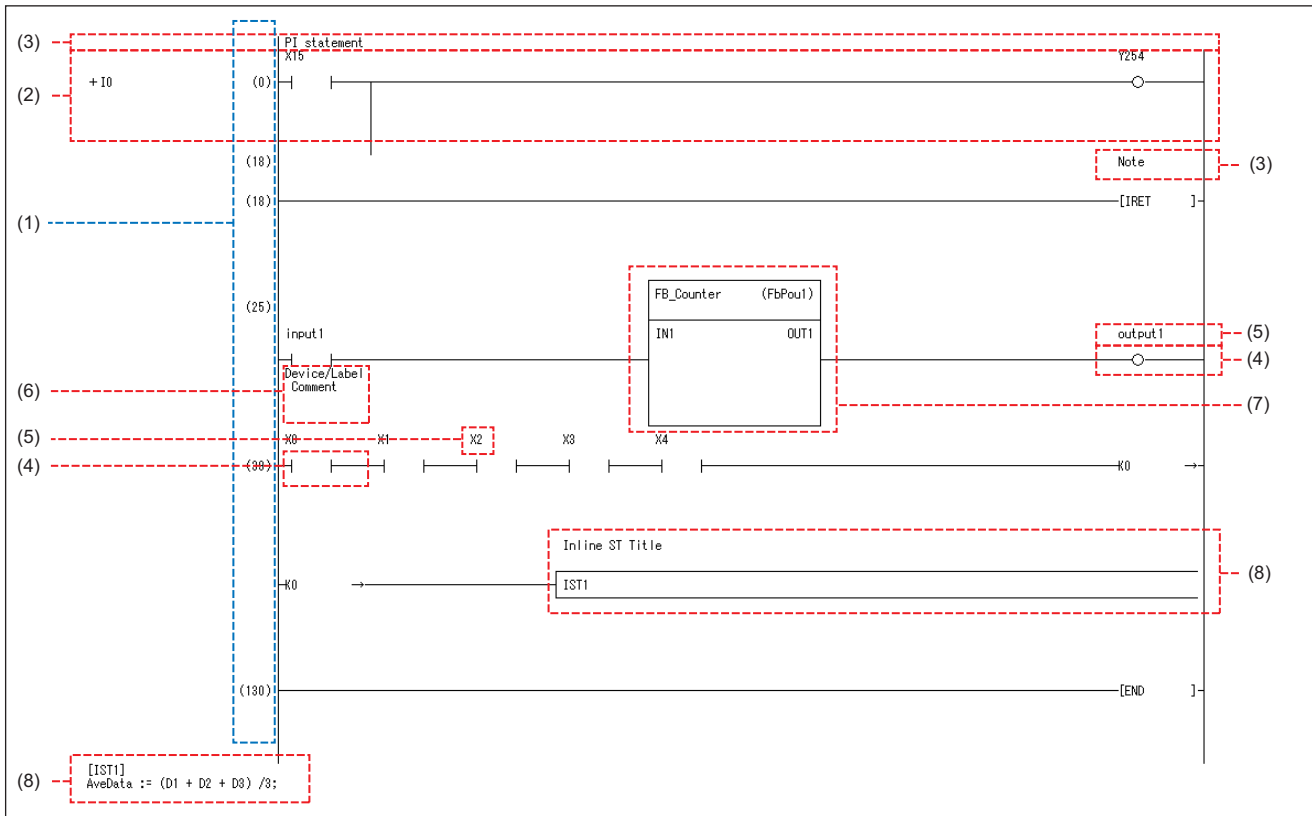 (3) PI statement
X15 Y254
(2) +I0 (0)
(18) Note (3)
(1) (18) [IRET ]
(25) FB_Counter (FbPou1)
input1 IN1 OUT1 output1 (5)
(4)
Device/Label
Comment
(6) (7)
(5) X0 X1 X2 X3 X4
(4) (30) K0 →
Inline ST Title
K0 → IST1 (8)
(130) [END ]
[IST1]
(8) AveData := (D1 + D2 + D3) /3;